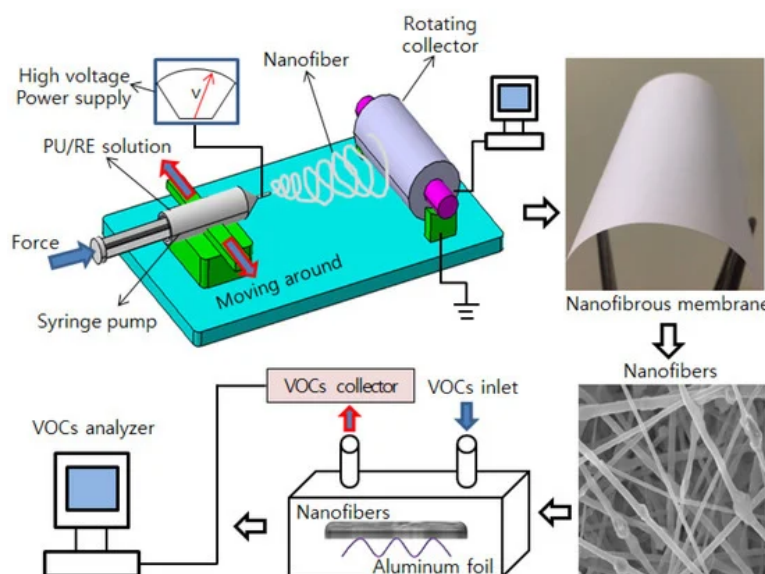 Rotating
collector
Nanofiber
High voltage
Power supply
V
PU/RE solution
Force
Moving around
Syringe pump
Nanofibrous membrane
Nanofibers
VOCs collector
VOCs inlet
VOCs analyzer
Nanofibers
Aluminum foil